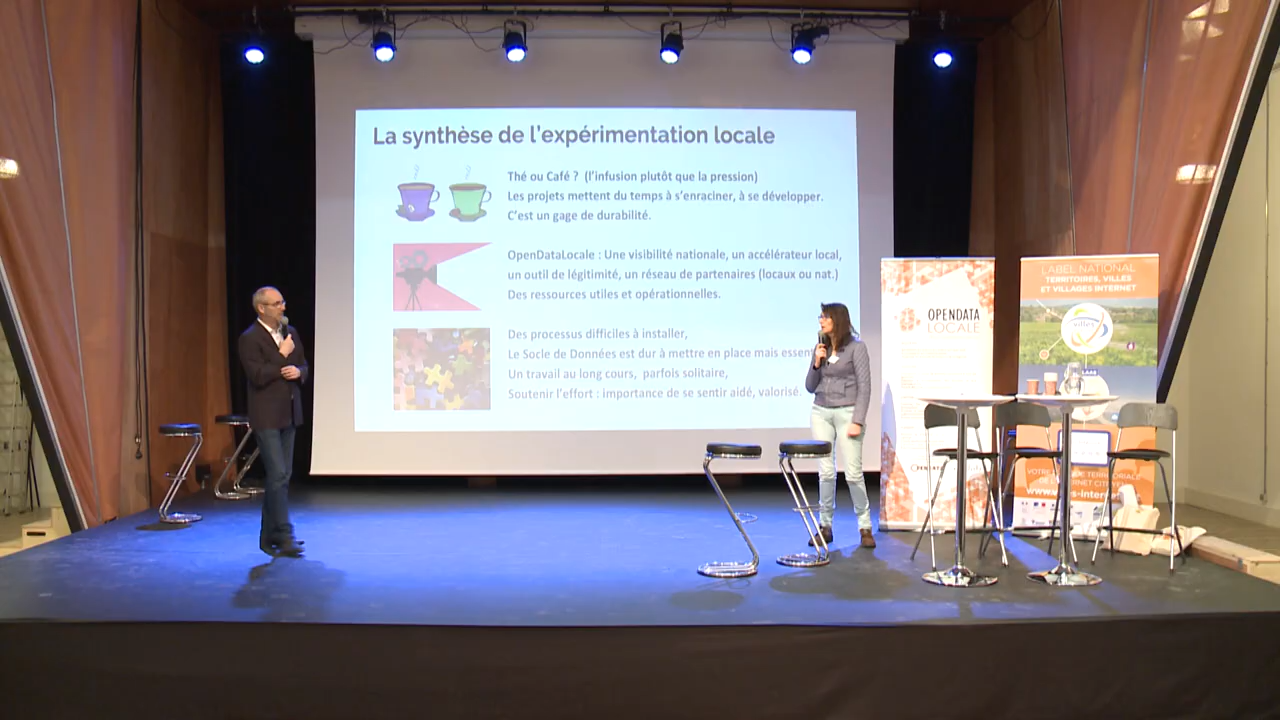 La synthèse de l'expérimentation locale
Thé ou Café ? (l'infusion plutôt que la pression)
Les projets mettent du temps à s'enraciner, à se développer.
C'est un gage de durabilité.
OpenDataLocale : Une visibilité nationale, un accélérateur local,
un outil de légitimité, un réseau de partenaires (locaux ou nat.)
Des ressources utiles et opérationnelles.
Des processus difficiles à installer,
Le Socle de Données est dur à mettre en place mais essen
Un travail au long cours, parfois solitaire,
Soutenir l'effort : importance de se sentir aidé, valorisé.
OPENDATA
LOCALE
LABEL NATIONAL
TERRITOIRES, VILLES
ET VILLAGES INTERNET
villes
VOTRE
TERRITORIALE